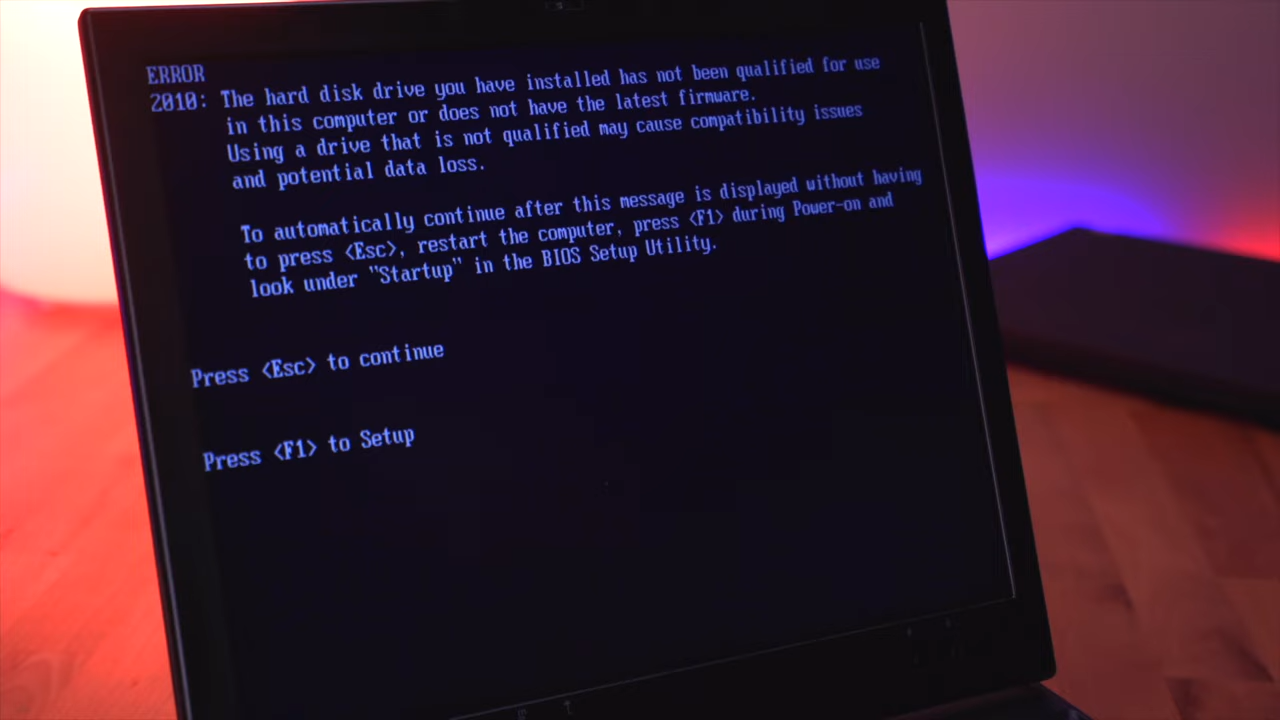 ERROR
2010: The hard disk drive you have installed has not been qualified for use
in this computer or does not have the latest firmware.
Using a drive that is not qualified may cause compatibility issues
and potential data loss.
To automatically continue after this message is displayed without having
to press <Esc>, restart the computer, press <F1> during Power-on and
look under "Startup" in the BIOS Setup Utility.
Press <Esc> to continue
Press <F1> to Setup